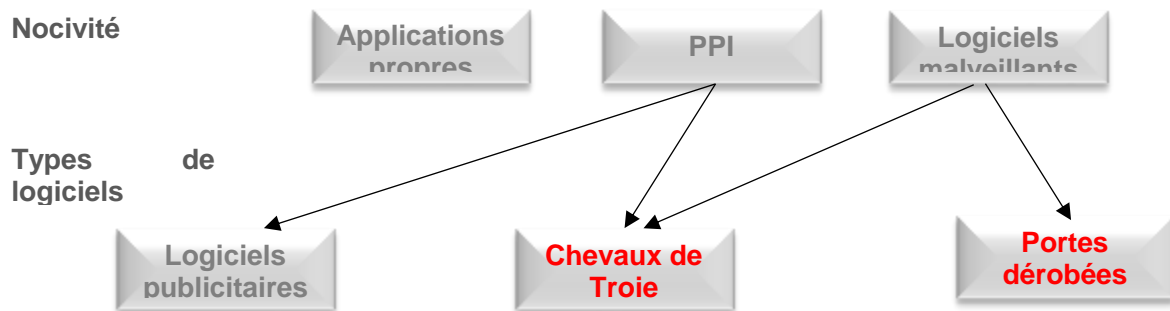 Nocivité
Applications
propres
PPI
Logiciels
malveillants
Types de
logiciels
Logiciels
publicitaires
Chevaux de
Troie
Portes
dérobées